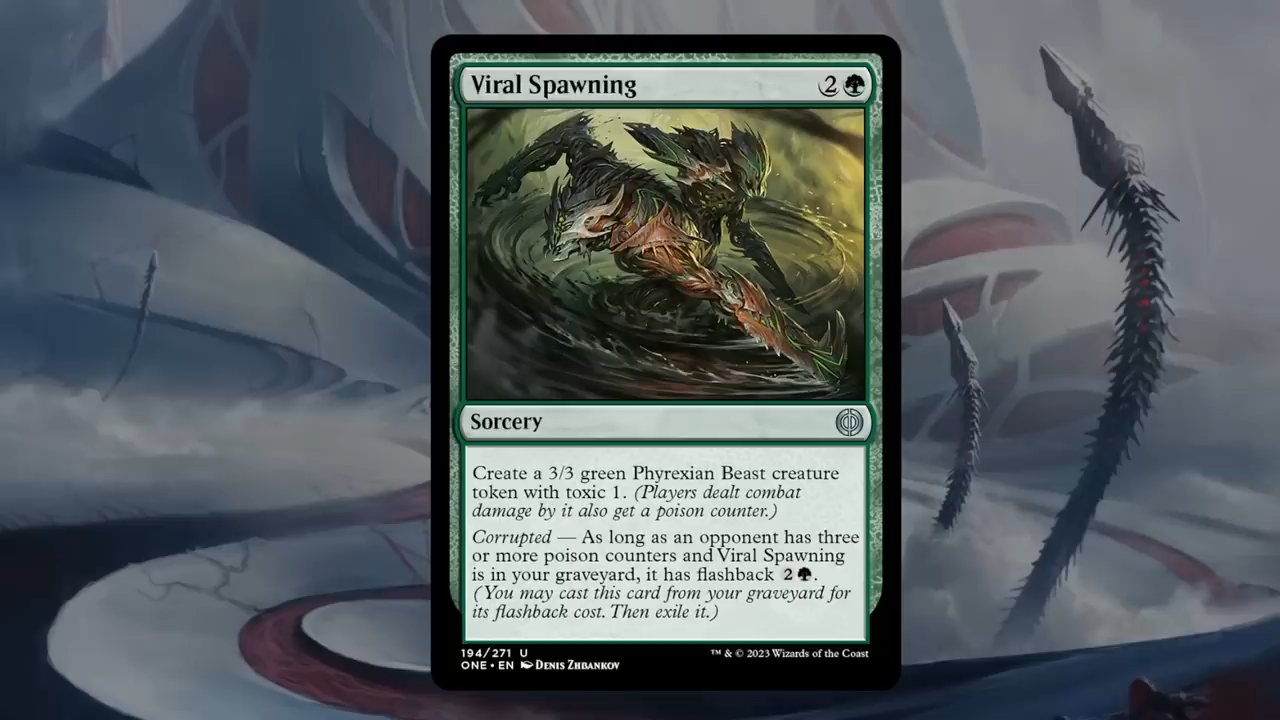 Viral Spawning 2
Sorcery
Create a 3/3 green Phyrexian Beast creature
token with toxic 1. (Players dealt combat
damage by it also get a poison counter.)
Corrupted — As long as an opponent has three
or more poison counters and Viral Spawning
is in your graveyard, it has flashback 2.
(You may cast this card from your graveyard for
its flashback cost. Then exile it.)
194/271 U
ONE • EN Denis Zhbankov
™ & © 2023 Wizards of the Coast